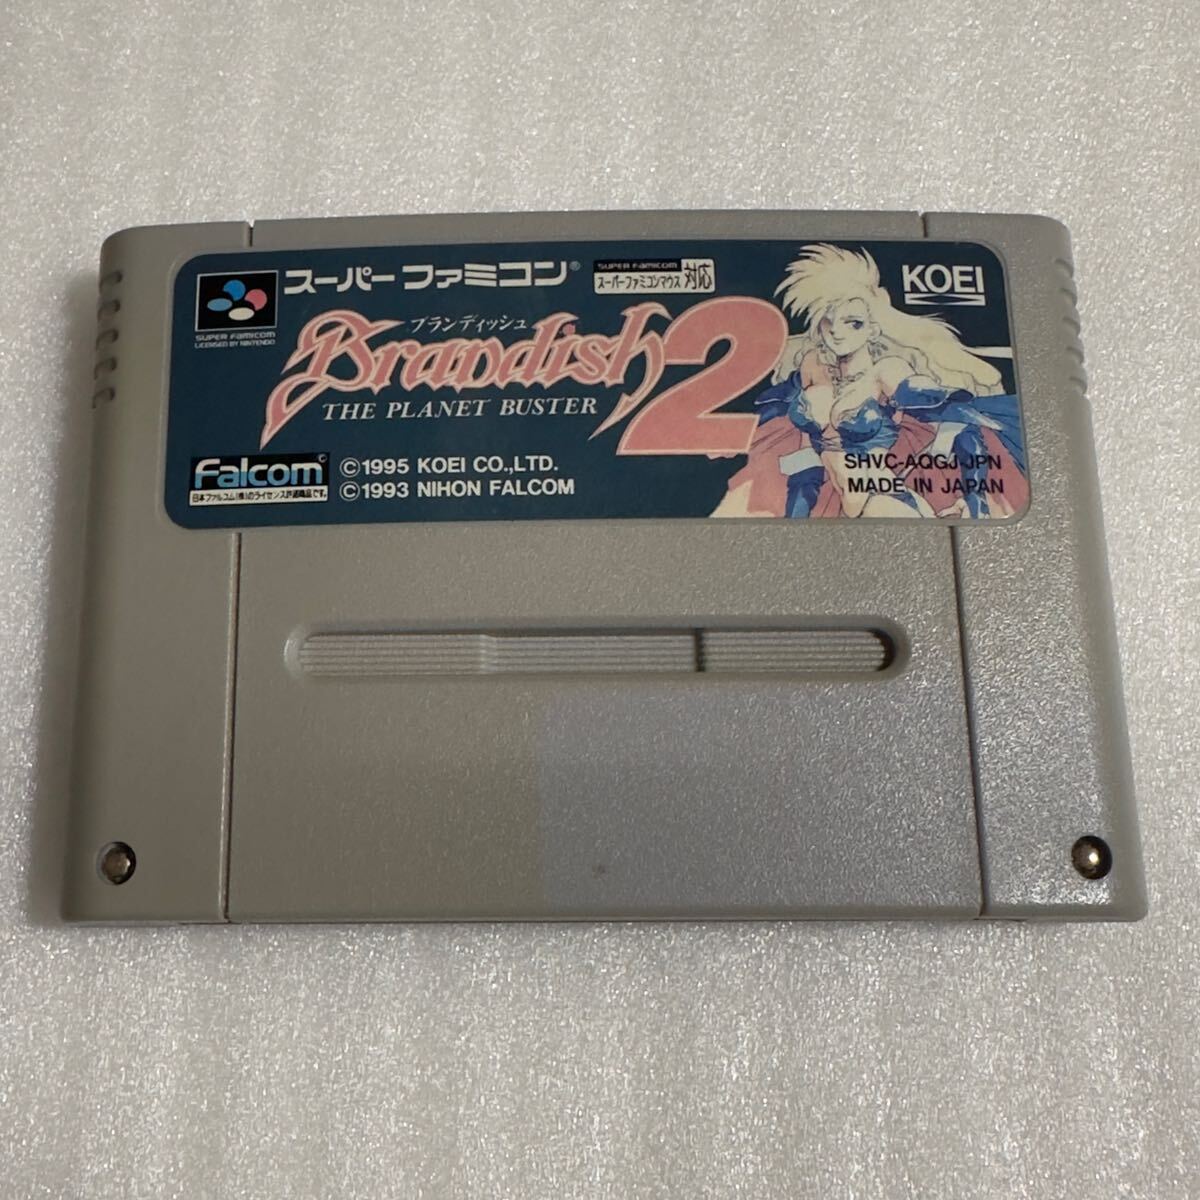 スーパーファミコン®
SUPER FAMICOM
スーパーファミコンマウス 対応
KOEI
SUPER FAMICOM
LICENSED BY NINTENDO
ブランディッシュ
Brandish 2
THE PLANET BUSTER
Falcom
日本ファルコム(株)のライセンス許諾商品です。
©1995 KOEI CO.,LTD.
©1993 NIHON FALCOM
SHVC-AQGJ-JPN
MADE IN JAPAN